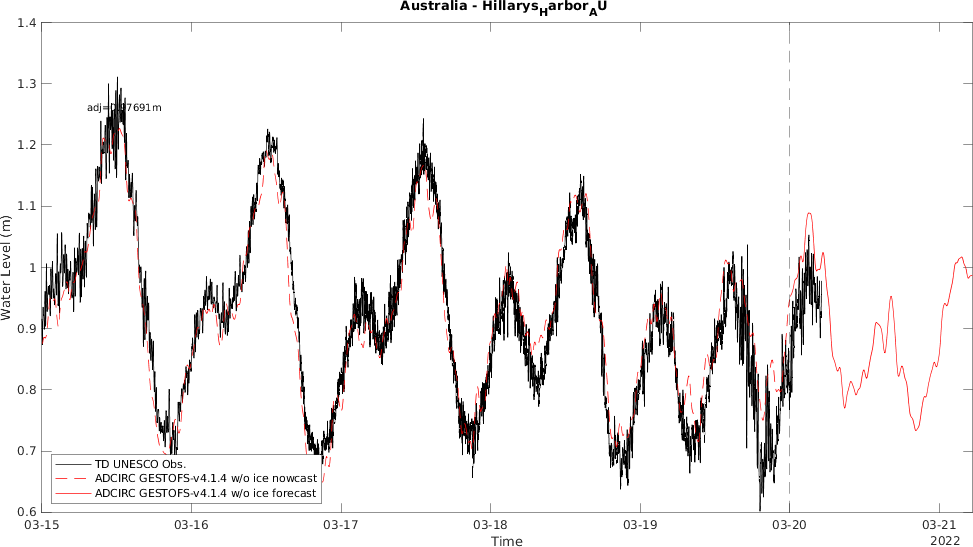 Australia - HillarysHarborAU
1.4
1.3
1.2
1.1
1
0.9
0.8
0.7
0.6
Water Level (m)
TD UNESCO Obs.
ADCIRC GESTOFS-v4.1.4 w/o ice nowcast
ADCIRC GESTOFS-v4.1.4 w/o ice forecast
03-15 03-16 03-17 03-18 03-19 03-20 03-21
Time
2022